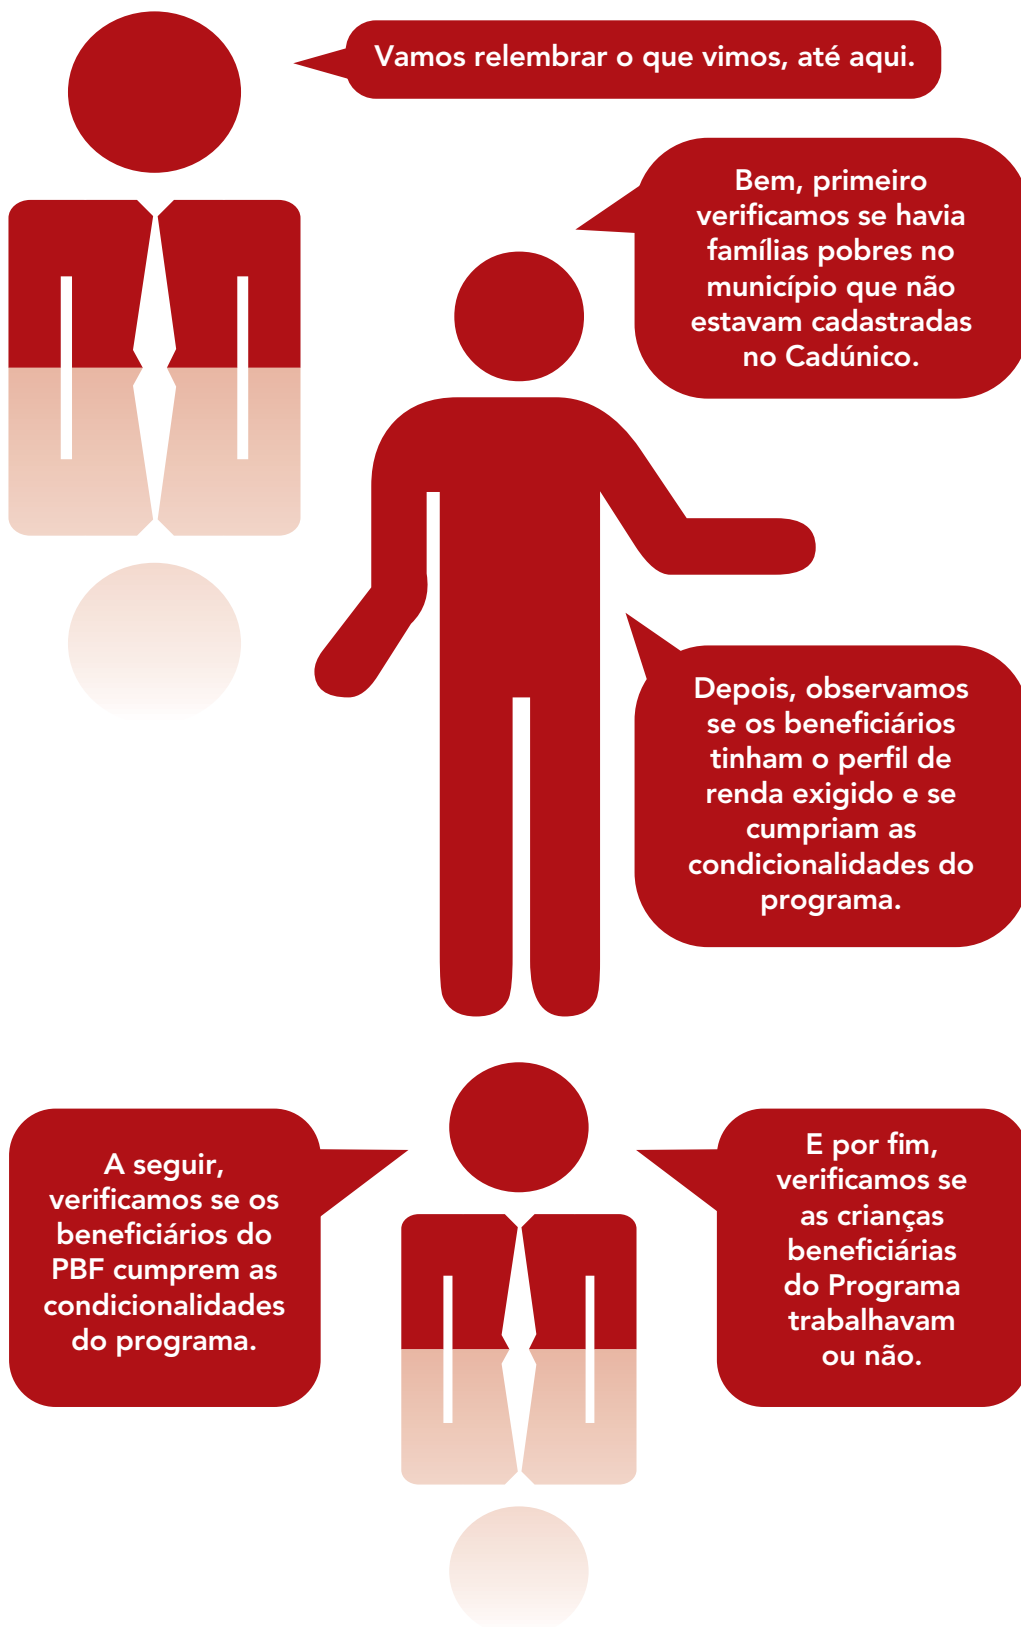 Vamos relembrar o que vimos, até aqui.
Bem, primeiro
verificamos se havia
famílias pobres no
município que não
estavam cadastradas
no Cadúnico.
Depois, observamos
se os beneficiários
tinham o perfil de
renda exigido e se
cumpriam as
condicionalidades do
programa.
A seguir,
verificamos se os
beneficiários do
PBF cumprem as
condicionalidades
do programa.
E por fim,
verificamos se
as crianças
beneficiárias
do Programa
trabalhavam
ou não.